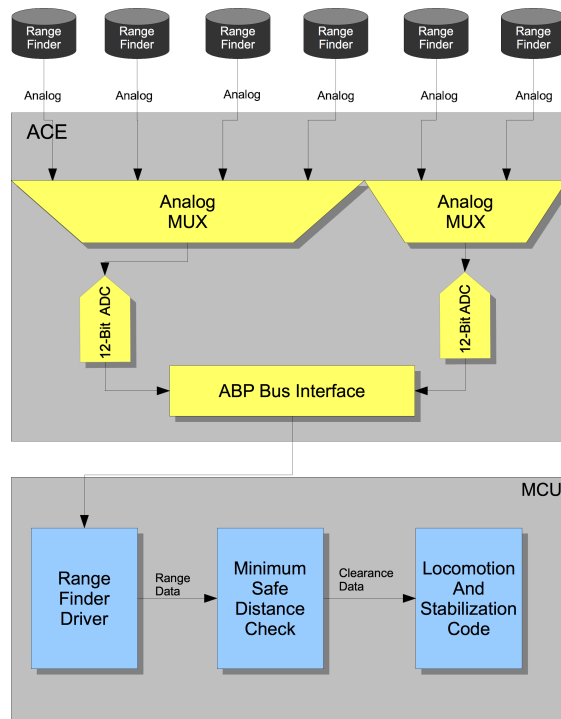 Range
Finder
Range
Finder
Range
Finder
Range
Finder
Range
Finder
Range
Finder
Analog
Analog
Analog
Analog
Analog
Analog
ACE
Analog
MUX
Analog
MUX
12-Bit ADC
12-Bit ADC
ABP Bus Interface
MCU
Range
Finder
Driver
Range
Data
Minimum
Safe
Distance
Check
Clearance
Data
Locomotion
And
Stabilization
Code